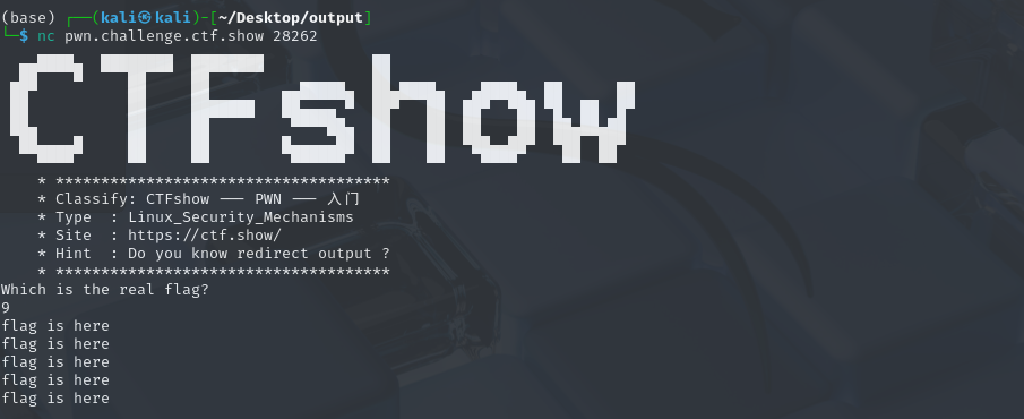 (base) ┌──(kali㉿kali)-[~/Desktop/output]
└─$ nc pwn.challenge.ctf.show 28262
CTFshow
* *************************************
* Classify: CTFshow ── PWN ── 入门
* Type  : Linux_Security_Mechanisms
* Site  : https://ctf.show/
* Hint  : Do you know redirect output ?
* *************************************
Which is the real flag?
9
flag is here
flag is here
flag is here
flag is here
flag is here